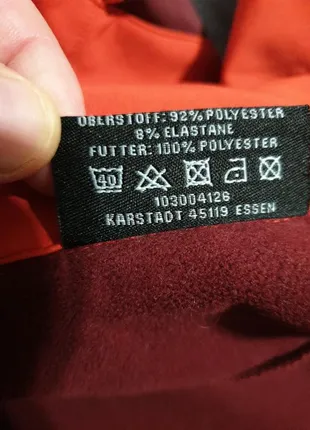 OBERSTOFF: 92% POLYESTER
8% ELASTANE
FUTTER: 100% POLYESTER
40
103004126
KARSTADT 45119 ESSEN